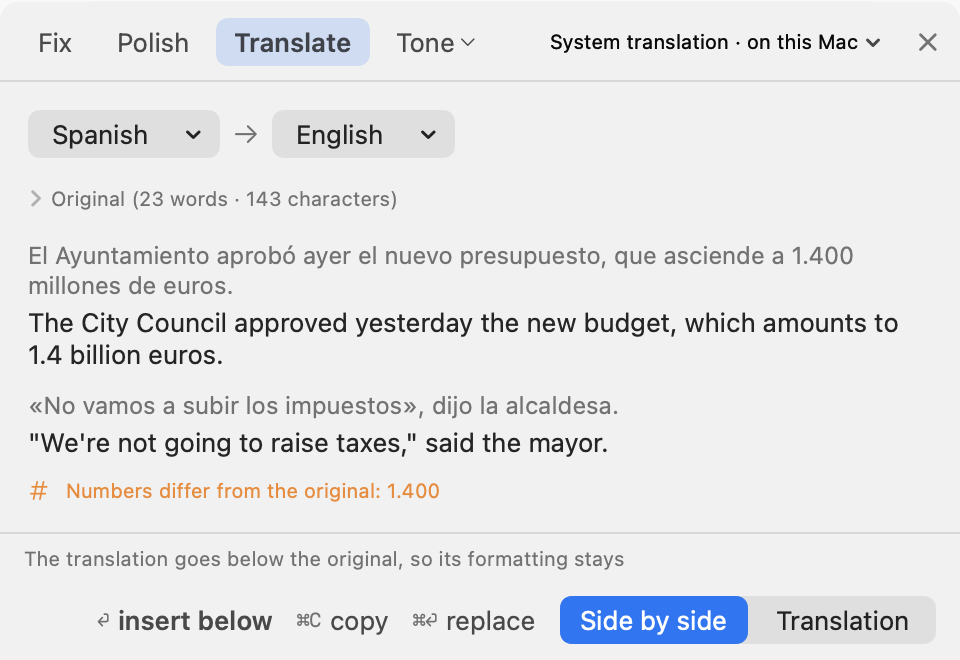 Fix Polish Translate Tone System translation · on this Mac
Spanish → English
Original (23 words · 143 characters)
El Ayuntamiento aprobó ayer el nuevo presupuesto, que asciende a 1.400
millones de euros.
The City Council approved yesterday the new budget, which amounts to
1.4 billion euros.
«No vamos a subir los impuestos», dijo la alcaldesa.
"We're not going to raise taxes," said the mayor.
# Numbers differ from the original: 1.400
The translation goes below the original, so its formatting stays
⏎ insert below ⌘C copy ⌘⏎ replace Side by side Translation